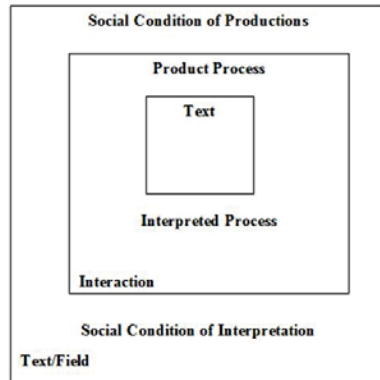 Social Condition of Productions
Product Process
Text
Interpreted Process
Interaction
Social Condition of Interpretation
Text/Field